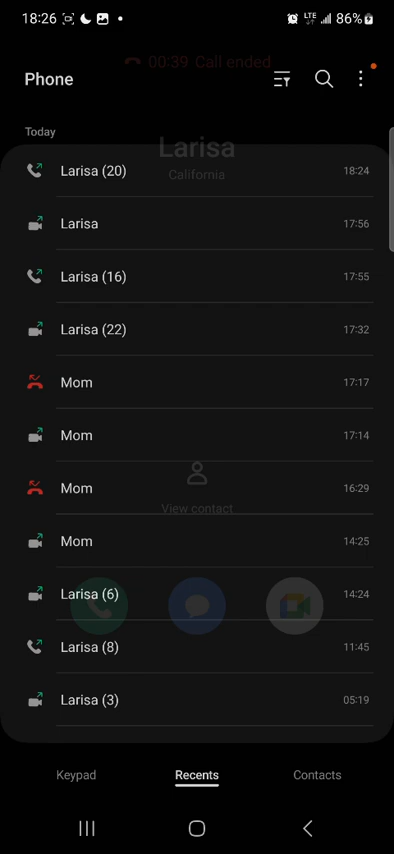 18:26
LTE
86%
00:39 Call ended
Phone
Today
Larisa
California
Larisa (20) 18:24
Larisa 17:56
Larisa (16) 17:55
Larisa (22) 17:32
Mom 17:17
Mom 17:14
Mom 16:29
View contact
Mom 14:25
Larisa (6) 14:24
Larisa (8) 11:45
Larisa (3) 05:19
Keypad Recents Contacts